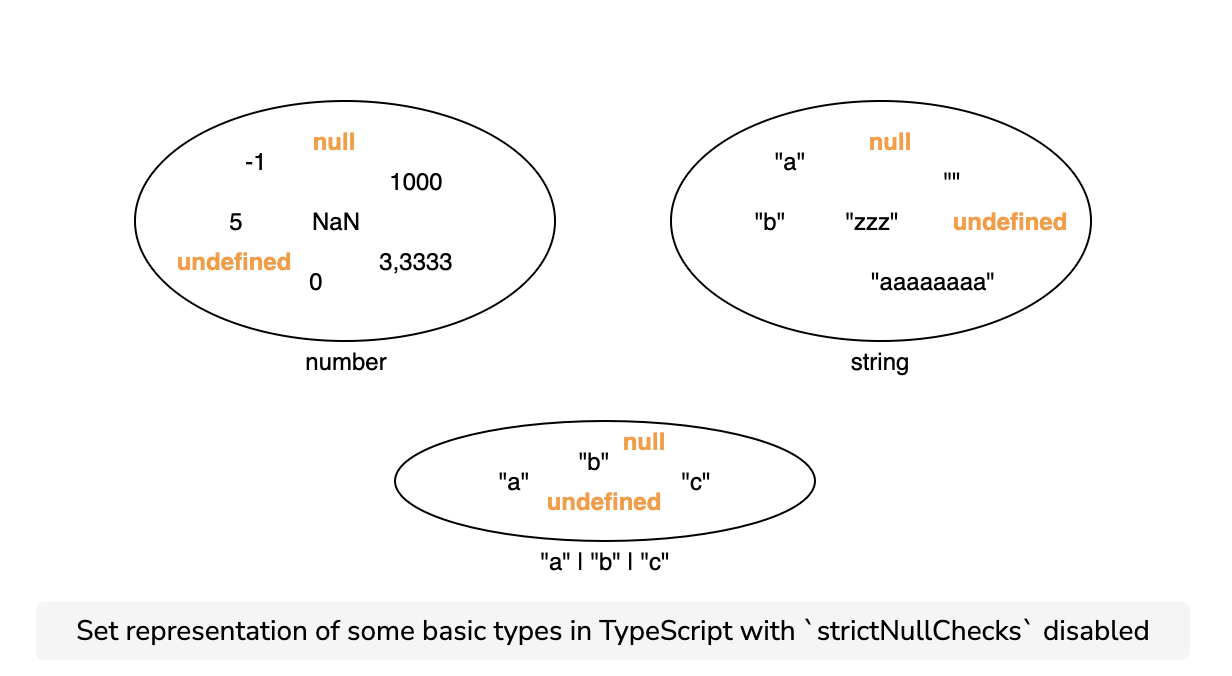 null
-1
1000
5 NaN
undefined
3,3333
0
number
null
"a"
""
"b" "zzz" undefined
"aaaaaaaa"
string
null
"b"
"a" "c"
undefined
"a" | "b" | "c"
Set representation of some basic types in TypeScript with `strictNullChecks` disabled